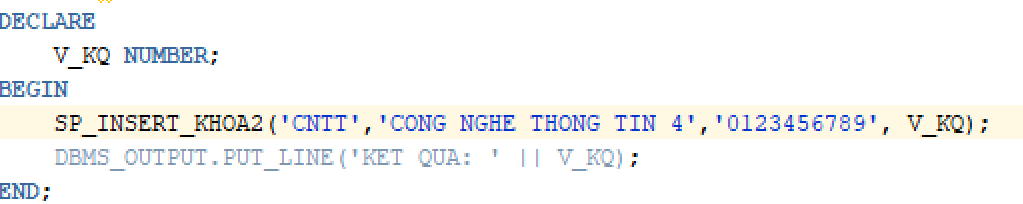 DECLARE
V_KQ NUMBER;
BEGIN
SP_INSERT_KHOA2('CNTT','CONG NGHE THONG TIN 4','0123456789', V_KQ);
DBMS_OUTPUT.PUT_LINE('KET QUA: ' || V_KQ);
END;